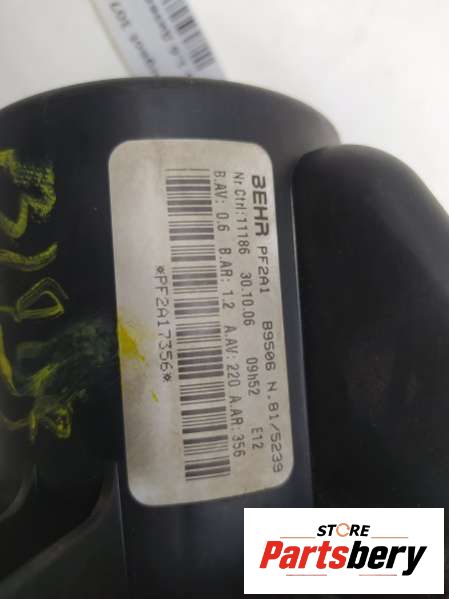 BEHR PF2A1 B9506 N.81/5239
Nr.Ctrl:11186 30.10.06 09h52 E12
B.AV: 0.6 B.AR: 1.2 A.AV: 220 A.AR: 356
*PF2A17356*
STORE
Partsbery